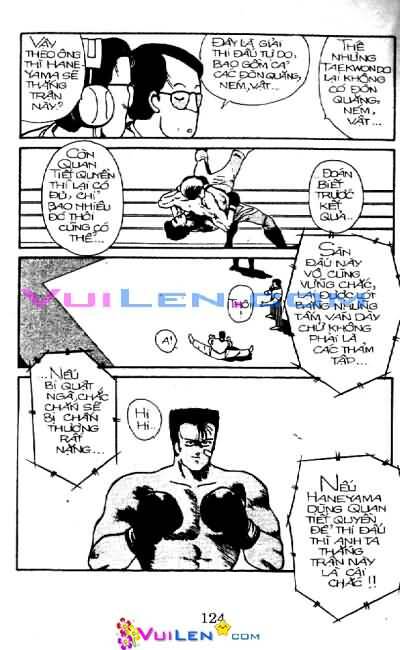 VẬY
THEO ÔNG
THÌ HANE-
YAMA SẼ
THẮNG
TRẬN
NÀY?
ĐÂY LÀ GIẢI
THI ĐẤU TỰ DO,
BAO GỒM CẢ
CÁC ĐÒN QUĂNG,
NÉM, VẬT...
THẾ
NHƯNG
TAEKWONDO
LẠI KHÔNG
CÓ ĐÒN
QUĂNG,
NÉM,
VẬT...
CÒN
QUAN
TIỆT QUYỀN
THÌ LẠI CÓ
ĐỦ, CHỈ
BAO NHIÊU
ĐÓ THÔI
CŨNG CÓ
THỂ...
...ĐOÁN
BIẾT
TRƯỚC
KẾT
QUẢ...
SÀN
ĐẤU NÀY
VÔ CÙNG
VỮNG CHẮC,
LẠI ĐƯỢC LÓT
BẰNG NHỮNG
TẤM VÁN DÀY
CHỨ KHÔNG
PHẢI LÀ
CÁC THẢM
TẬP...
THÔI
A!
VUILEN.COM
...NẾU
BỊ QUẬT
NGÃ, CHẮC
CHẮN SẼ
BỊ CHẤN
THƯƠNG
RẤT
NẶNG...
HI
HI...
NẾU
HANEYAMA
DÙNG QUAN
TIẾT QUYỀN
ĐỂ THI ĐẤU
THÌ ANH TA
THẮNG
TRẬN NÀY
LÀ CÁI
CHẮC!!
124
VUILEN.COM